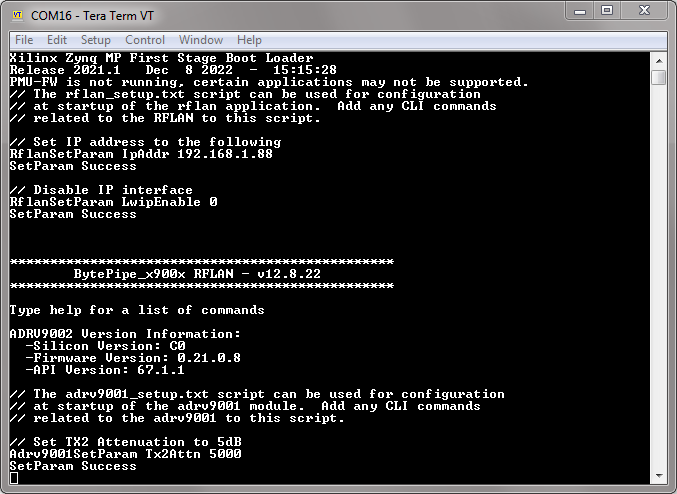 COM16 - Tera Term VT
File Edit Setup Control Window Help
Xilinx Zynq MP First Stage Boot Loader
Release 2021.1   Dec  8 2022  -  15:15:28
PMU-FW is not running, certain applications may not be supported.
// The rflan_setup.txt script can be used for configuration
// at startup of the rflan application.  Add any CLI commands
// related to the RFLAN to this script.
// Set IP address to the following
RflanSetParam IpAddr 192.168.1.88
SetParam Success
// Disable IP interface
RflanSetParam LwipEnable 0
SetParam Success
************************************************
BytePipe_x900x RFLAN - v12.8.22
************************************************
Type help for a list of commands
ADRV9002 Version Information:
-Silicon Version: C0
-Firmware Version: 0.21.0.8
-API Version: 67.1.1
// The adrv9001_setup.txt script can be used for configuration
// at startup of the adrv9001 module.  Add any CLI commands
// related to the adrv9001 to this script.
// Set TX2 Attenuation to 5dB
Adrv9001SetParam Tx2Attn 5000
SetParam Success